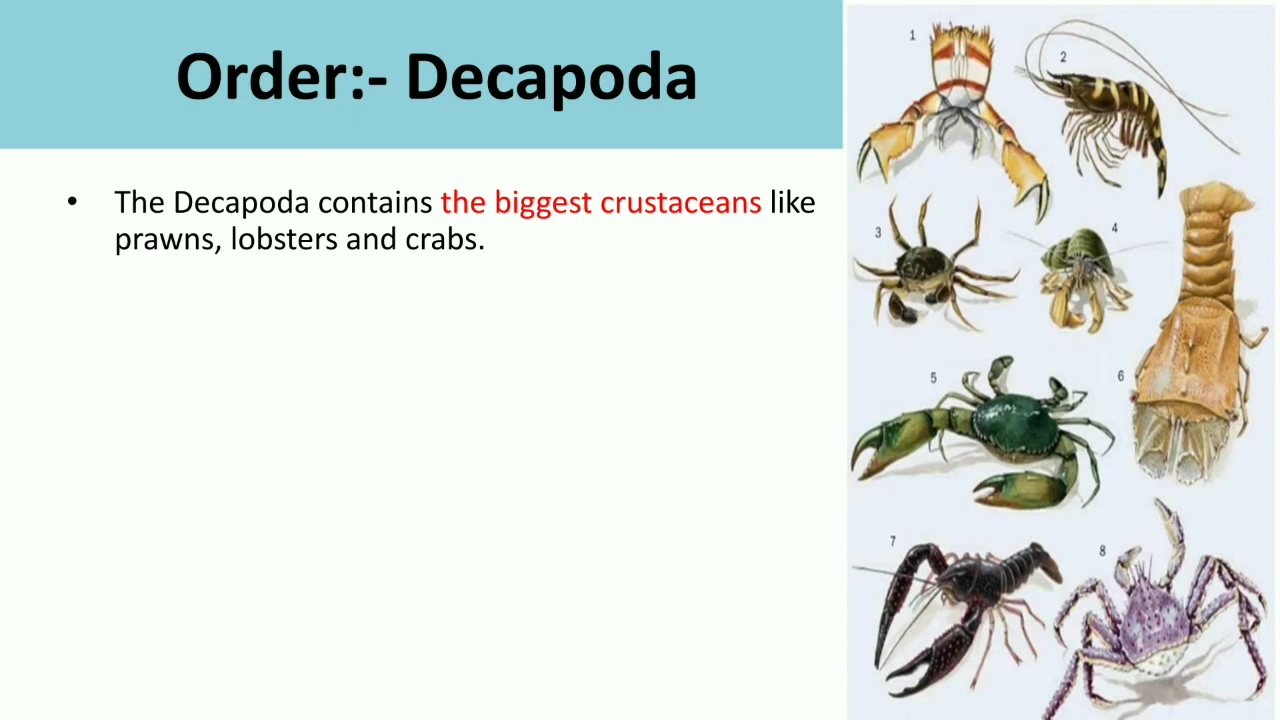 Order:- Decapoda
• The Decapoda contains the biggest crustaceans like
prawns, lobsters and crabs.
1
2
3
4
5
6
7
8